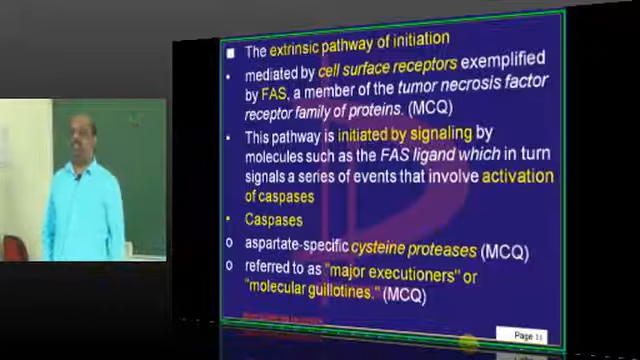 The extrinsic pathway of initiation
mediated by cell surface receptors exemplified
by FAS, a member of the tumor necrosis factor
receptor family of proteins. (MCQ)
This pathway is initiated by signaling by
molecules such as the FAS ligand which in turn
signals a series of events that involve activation
of caspases
Caspases
o aspartate-specific cysteine proteases (MCQ)
o referred to as "major executioners" or
"molecular guillotines." (MCQ)
Page 11